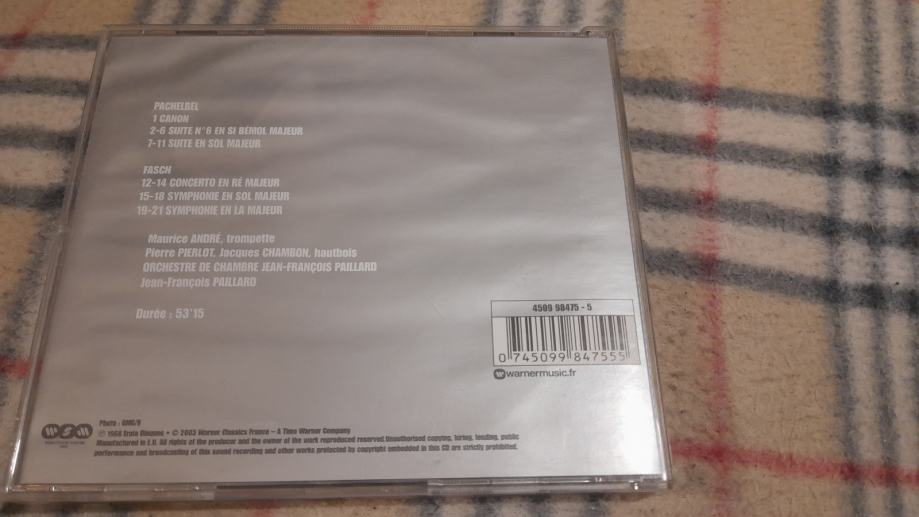 PACHELBEL
1 CANON
2-6 SUITE N°6 EN SI BÉMOL MAJEUR
7-11 SUITE EN SOL MAJEUR
FASCH
12-14 CONCERTO EN RÉ MAJEUR
15-18 SYMPHONIE EN SOL MAJEUR
19-21 SYMPHONIE EN LA MAJEUR
Maurice ANDRÉ, trompette
Pierre PIERLOT, Jacques CHAMBON, hautbois
ORCHESTRE DE CHAMBRE JEAN-FRANÇOIS PAILLARD
Jean-François PAILLARD
Durée : 53'15
4509 98475 - 5
0 745099 847555
warnermusic.fr
Photo :
℗ 1968 Erato Disques • © 2003 Warner Classics France – A Time Warner Company
Manufactured in E.U. All rights of the producer and the owner of the work reproduced reserved.Unauthorised copying, hiring, lending, public
performance and broadcasting of this sound recording and other works protected by copyright embedded in this CD are strictly prohibited.